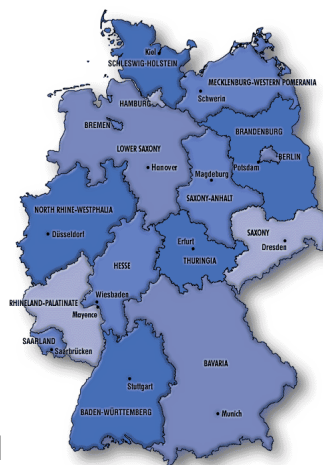 Kiel
SCHLESWIG-HOLSTEIN
MECKLENBURG-WESTERN POMERANIA
Schwerin
HAMBURG
BREMEN
LOWER SAXONY
Hanover
BRANDENBURG
BERLIN
Potsdam
Magdeburg
SAXONY-ANHALT
NORTH RHINE-WESTPHALIA
Düsseldorf
SAXONY
Dresden
Erfurt
THURINGIA
HESSE
Wiesbaden
RHINELAND-PALATINATE
Mayence
SAARLAND
Saarbrücken
BAVARIA
Stuttgart
BADEN-WÜRTTEMBERG
Munich